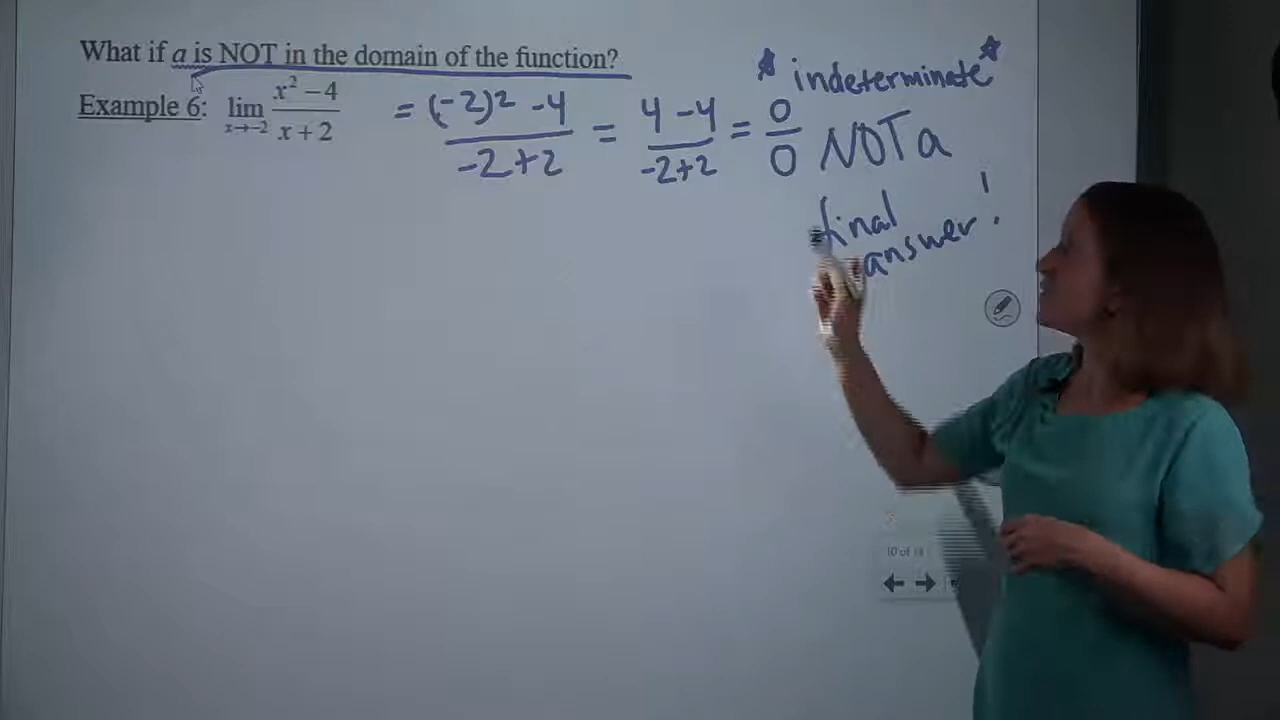 What if a is NOT in the domain of the function?
* indeterminate *
Example 6: lim x→-2 (x² – 4)/(x + 2) = ((-2)² - 4)/(-2+2) = (4 - 4)/(-2+2) = 0/0 NOT a
final
answer!
10 of